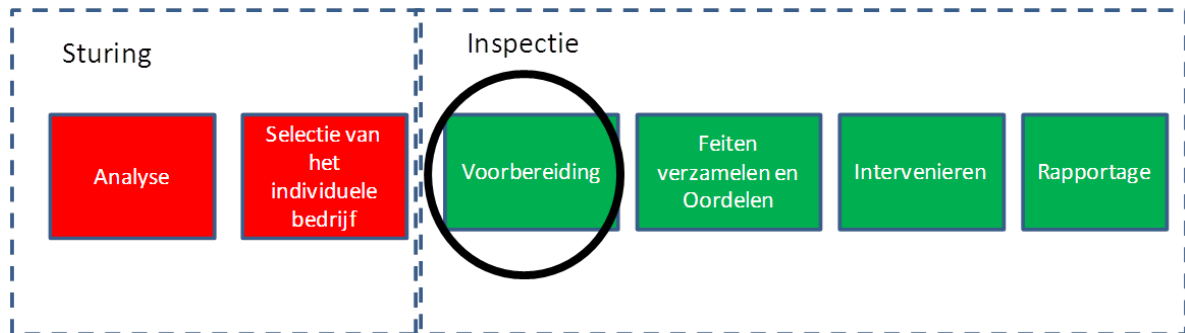 Sturing
Inspectie
Analyse
Selectie van
het
individuele
bedrijf
Voorbereiding
Feiten
verzamelen en
Oordelen
Intervenieren
Rapportage